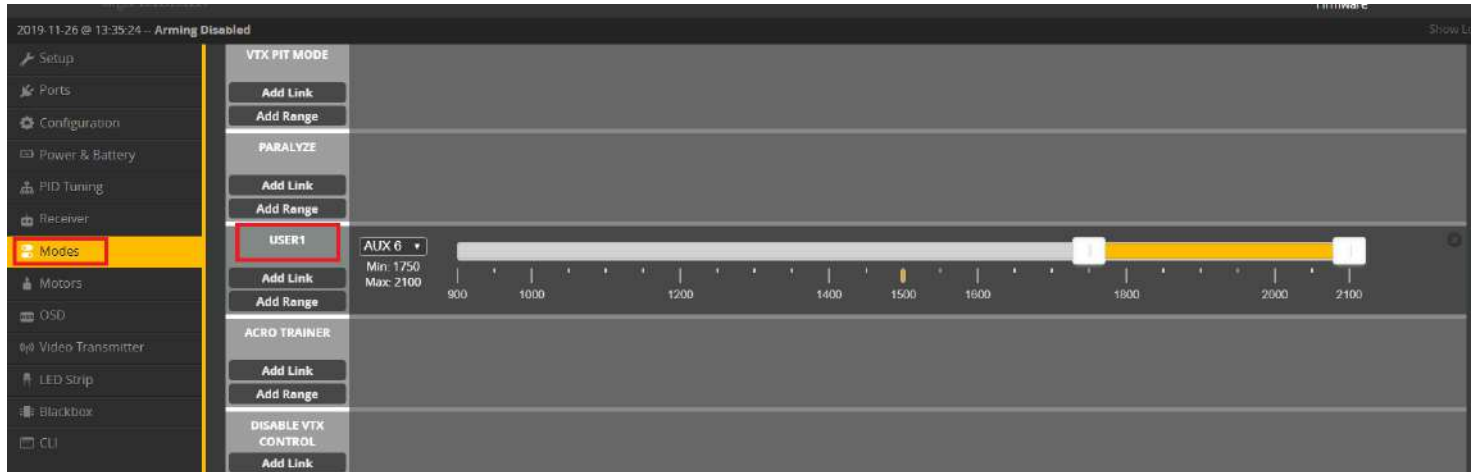 Firmware
2019-11-26 @ 13:35:24 -- Arming Disabled
Show
Setup
Ports
Configuration
Power & Battery
PID Tuning
Receiver
Modes
Motors
OSD
Video Transmitter
LED Strip
Blackbox
CLI
VTX PIT MODE
Add Link
Add Range
PARALYZE
Add Link
Add Range
USER1
Add Link
Add Range
AUX 6
Min: 1750
Max: 2100
900 1000 1200 1400 1500 1600 1800 2000 2100
ACRO TRAINER
Add Link
Add Range
DISABLE VTX
CONTROL
Add Link